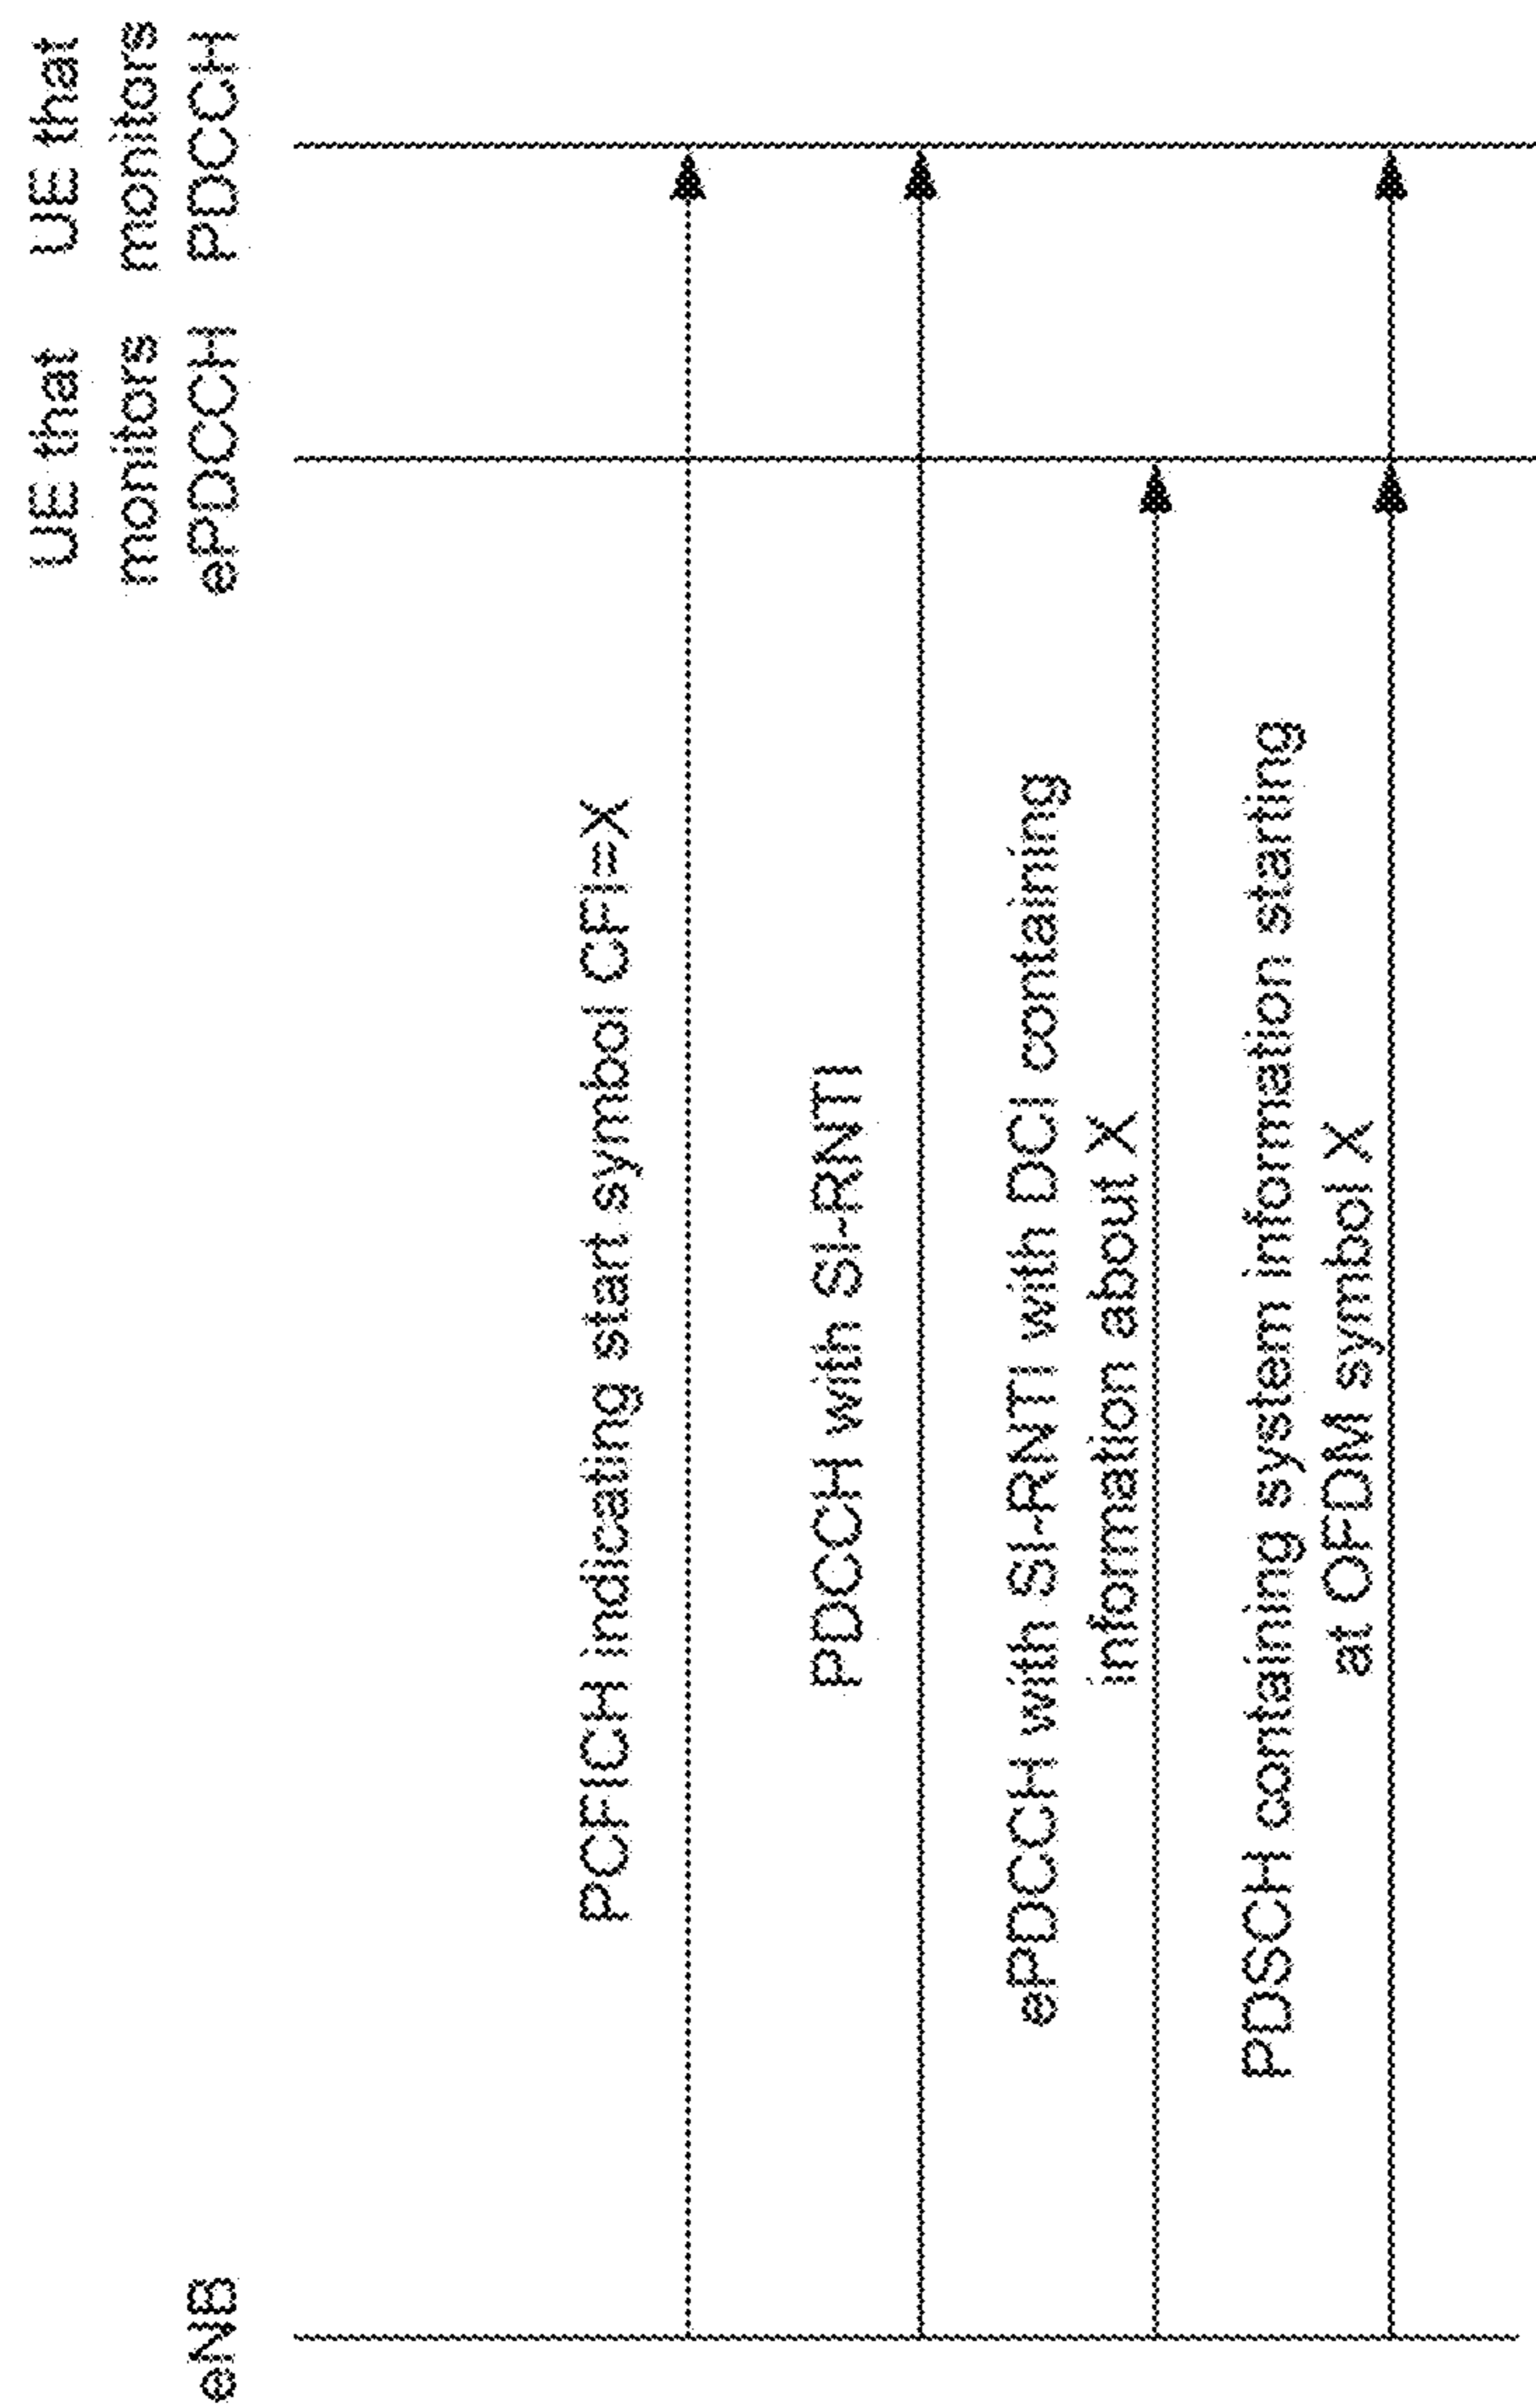 eNB
UE that
monitors
ePDCCH
UE that
monitors
PDCCH
PCFICH indicating start symbol CFI=X
PDCCH with SI-RNTI
ePDCCH with SI-RNTI with DCI containing
information about X
PDSCH containing system information starting
at OFDM symbol X